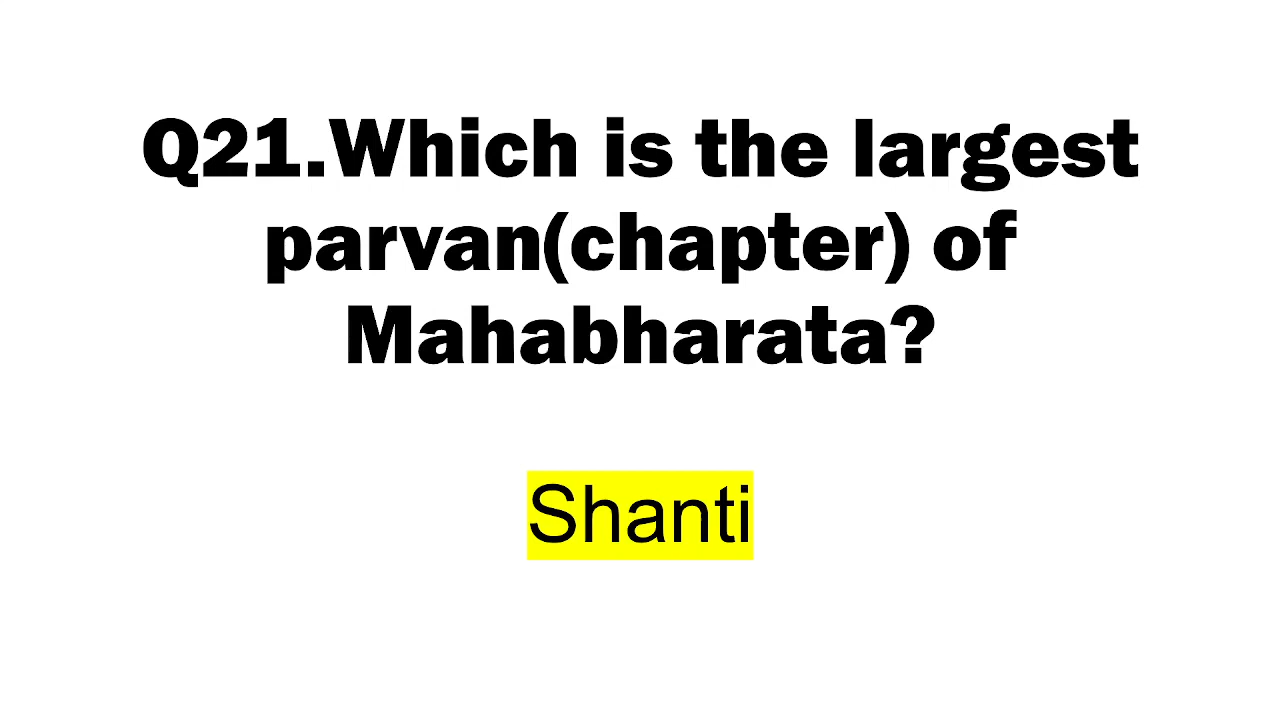 Q21.Which is the largest
parvan(chapter) of
Mahabharata?
Shanti